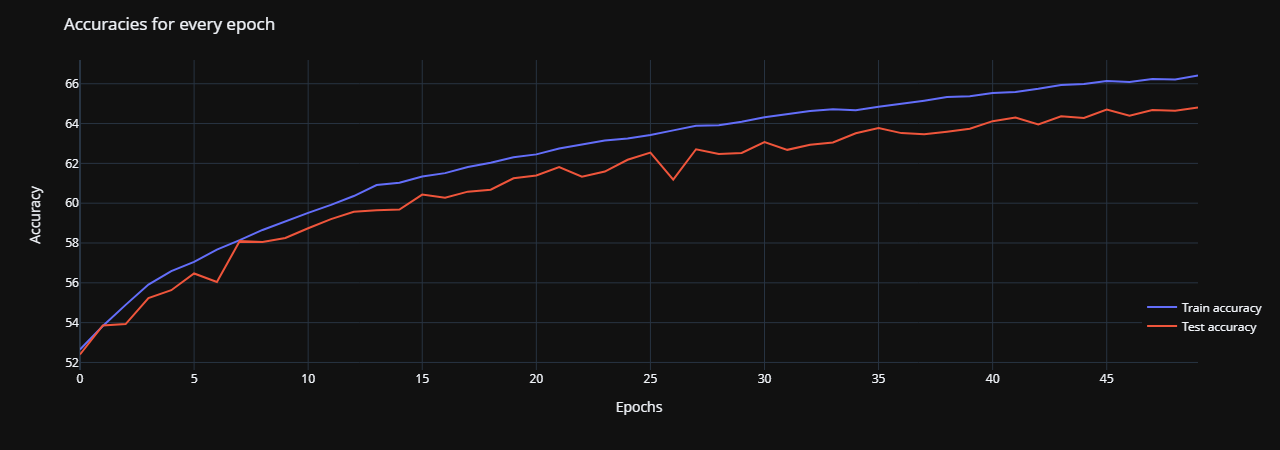 Accuracies for every epoch
Accuracy
66
64
62
60
58
56
54
52
0 5 10 15 20 25 30 35 40 45
Epochs
Train accuracy
Test accuracy